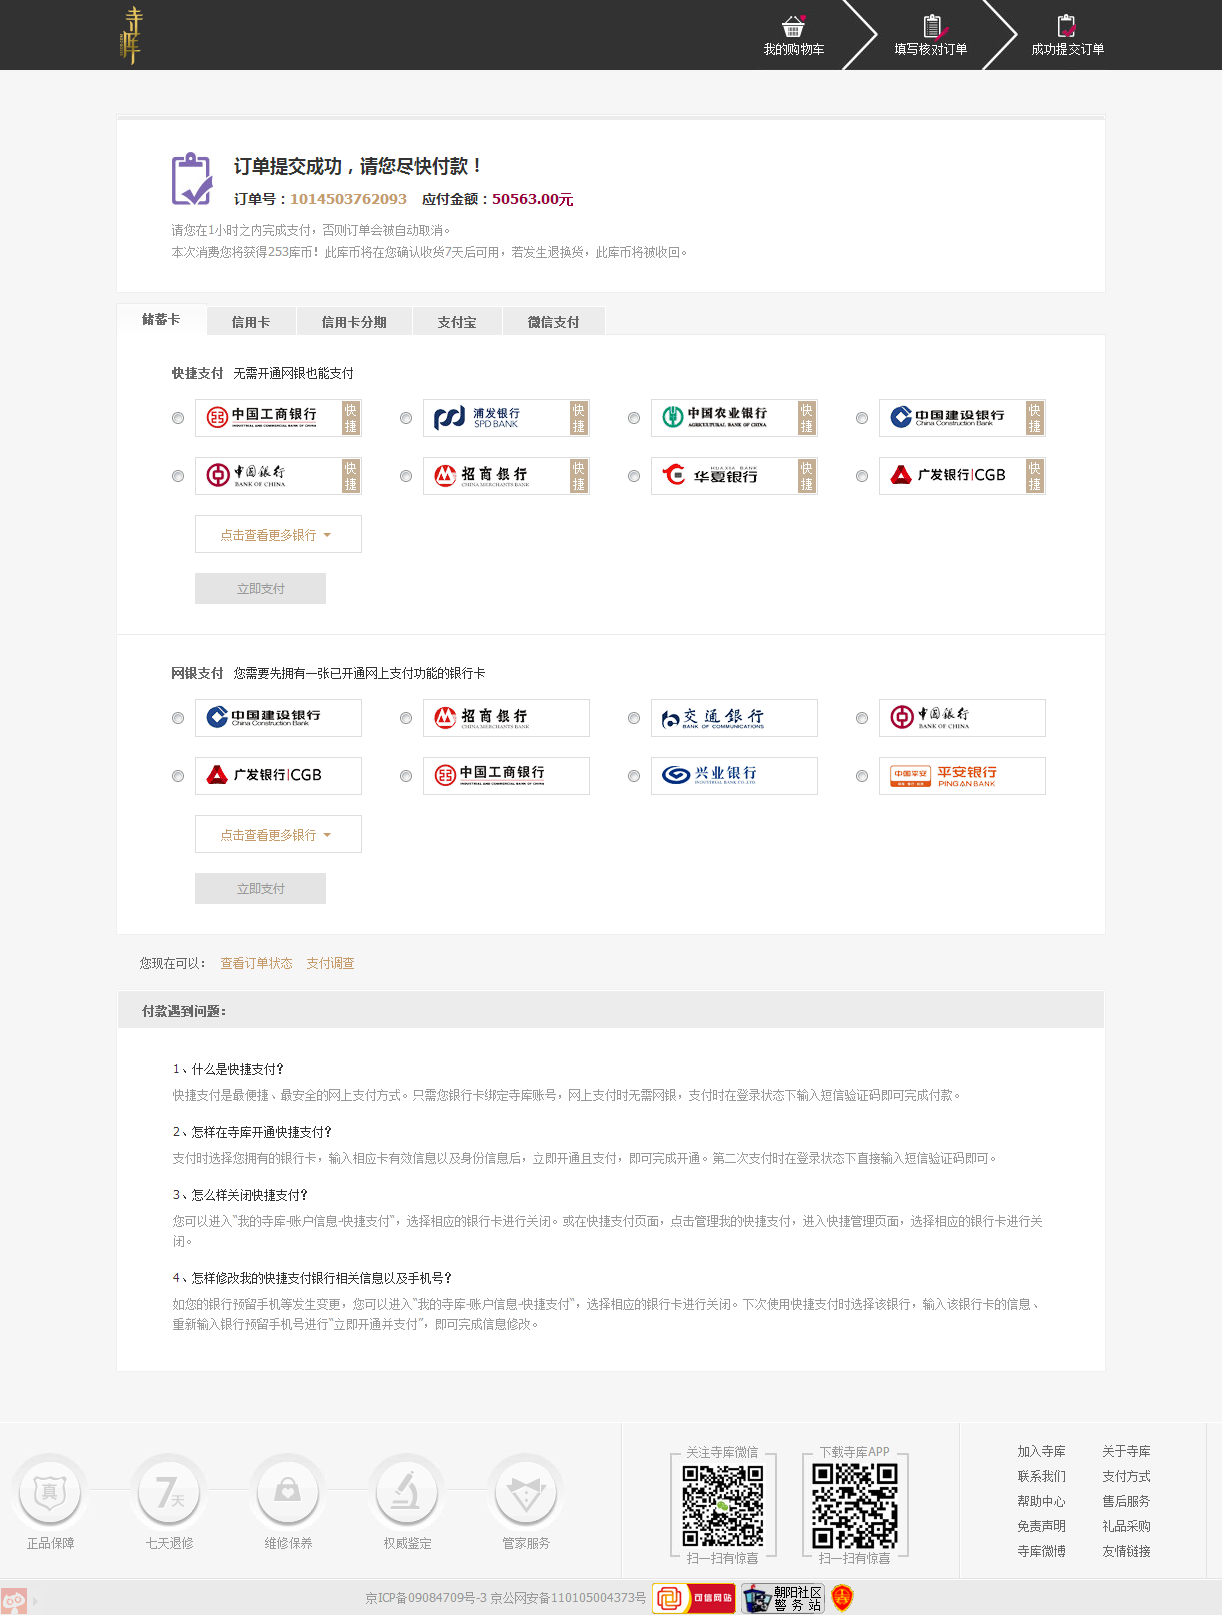 寺庫
我的购物车
填写核对订单
成功提交订单
订单提交成功，请您尽快付款！
订单号：1014503762093 应付金额：50563.00元
请您在1小时之内完成支付，否则订单会被自动取消。
本次消费您将获得253库币！此库币将在您确认收货7天后可用，若发生退换货，此库币将被收回。
储蓄卡 信用卡 信用卡分期 支付宝 微信支付
快捷支付 无需开通网银也能支付
中国工商银行 INDUSTRIAL AND COMMERCIAL BANK OF CHINA 快捷
浦发银行 SPD BANK 快捷
中国农业银行 AGRICULTURAL BANK OF CHINA 快捷
中国建设银行 China Construction Bank 快捷
中国银行 BANK OF CHINA 快捷
招商银行 CHINA MERCHANTS BANK 快捷
华夏银行 HUAXIA BANK 快捷
广发银行|CGB 快捷
点击查看更多银行
立即支付
网银支付 您需要先拥有一张已开通网上支付功能的银行卡
中国建设银行 China Construction Bank
招商银行 CHINA MERCHANTS BANK
交通银行 BANK OF COMMUNICATIONS
中国银行 BANK OF CHINA
广发银行|CGB
中国工商银行 INDUSTRIAL AND COMMERCIAL BANK OF CHINA
兴业银行 INDUSTRIAL BANK CO.,LTD
中国平安 平安银行 PING AN BANK
点击查看更多银行
立即支付
您现在可以： 查看订单状态 支付调查
付款遇到问题：
1、什么是快捷支付？
快捷支付是最便捷、最安全的网上支付方式。只需您银行卡绑定寺库账号，网上支付时无需网银，支付时在登录状态下输入短信验证码即可完成付款。
2、怎样在寺库开通快捷支付？
支付时选择您拥有的银行卡，输入相应卡有效信息以及身份信息后，立即开通且支付，即可完成开通。第二次支付时在登录状态下直接输入短信验证码即可。
3、怎么样关闭快捷支付？
您可以进入“我的寺库-账户信息-快捷支付“，选择相应的银行卡进行关闭。或在快捷支付页面，点击管理我的快捷支付，进入快捷管理页面，选择相应的银行卡进行关
闭。
4、怎样修改我的快捷支付银行相关信息以及手机号？
如您的银行预留手机等发生变更，您可以进入“我的寺库-账户信息-快捷支付“，选择相应的银行卡进行关闭。下次使用快捷支付时选择该银行，输入该银行卡的信息、
重新输入银行预留手机号进行“立即开通并支付”，即可完成信息修改。
真 正品保障
7天 七天退修
维修保养
权威鉴定
管家服务
关注寺库微信
扫一扫有惊喜
下载寺库APP
扫一扫有惊喜
加入寺库 关于寺库
联系我们 支付方式
帮助中心 售后服务
免责声明 礼品采购
寺库微博 友情链接
京ICP备09084709号-3 京公网安备110105004373号
可信网站
朝阳社区
警务站